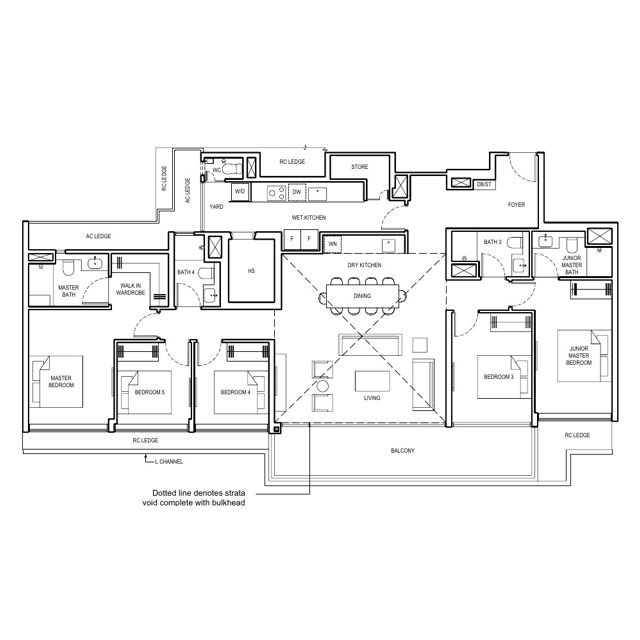 RC LEDGE
STORE
WC
RC LEDGE
AC LEDGE
W/D
DW
DB/ST
YARD
FOYER
WET KITCHEN
AC LEDGE
F
F
WN
BATH 3
JUNIOR
MASTER
BATH
DRY KITCHEN
HS
BATH 4
MASTER
BATH
WALK IN
WARDROBE
DINING
JUNIOR
MASTER
BEDROOM
MASTER
BEDROOM
BEDROOM 5
BEDROOM 4
BEDROOM 3
LIVING
RC LEDGE
RC LEDGE
BALCONY
L CHANNEL
Dotted line denotes strata
void complete with bulkhead